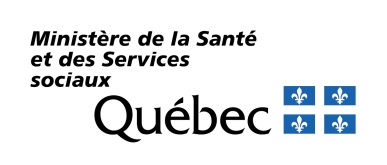 Ministère de la Santé
et des Services
sociaux
Québec